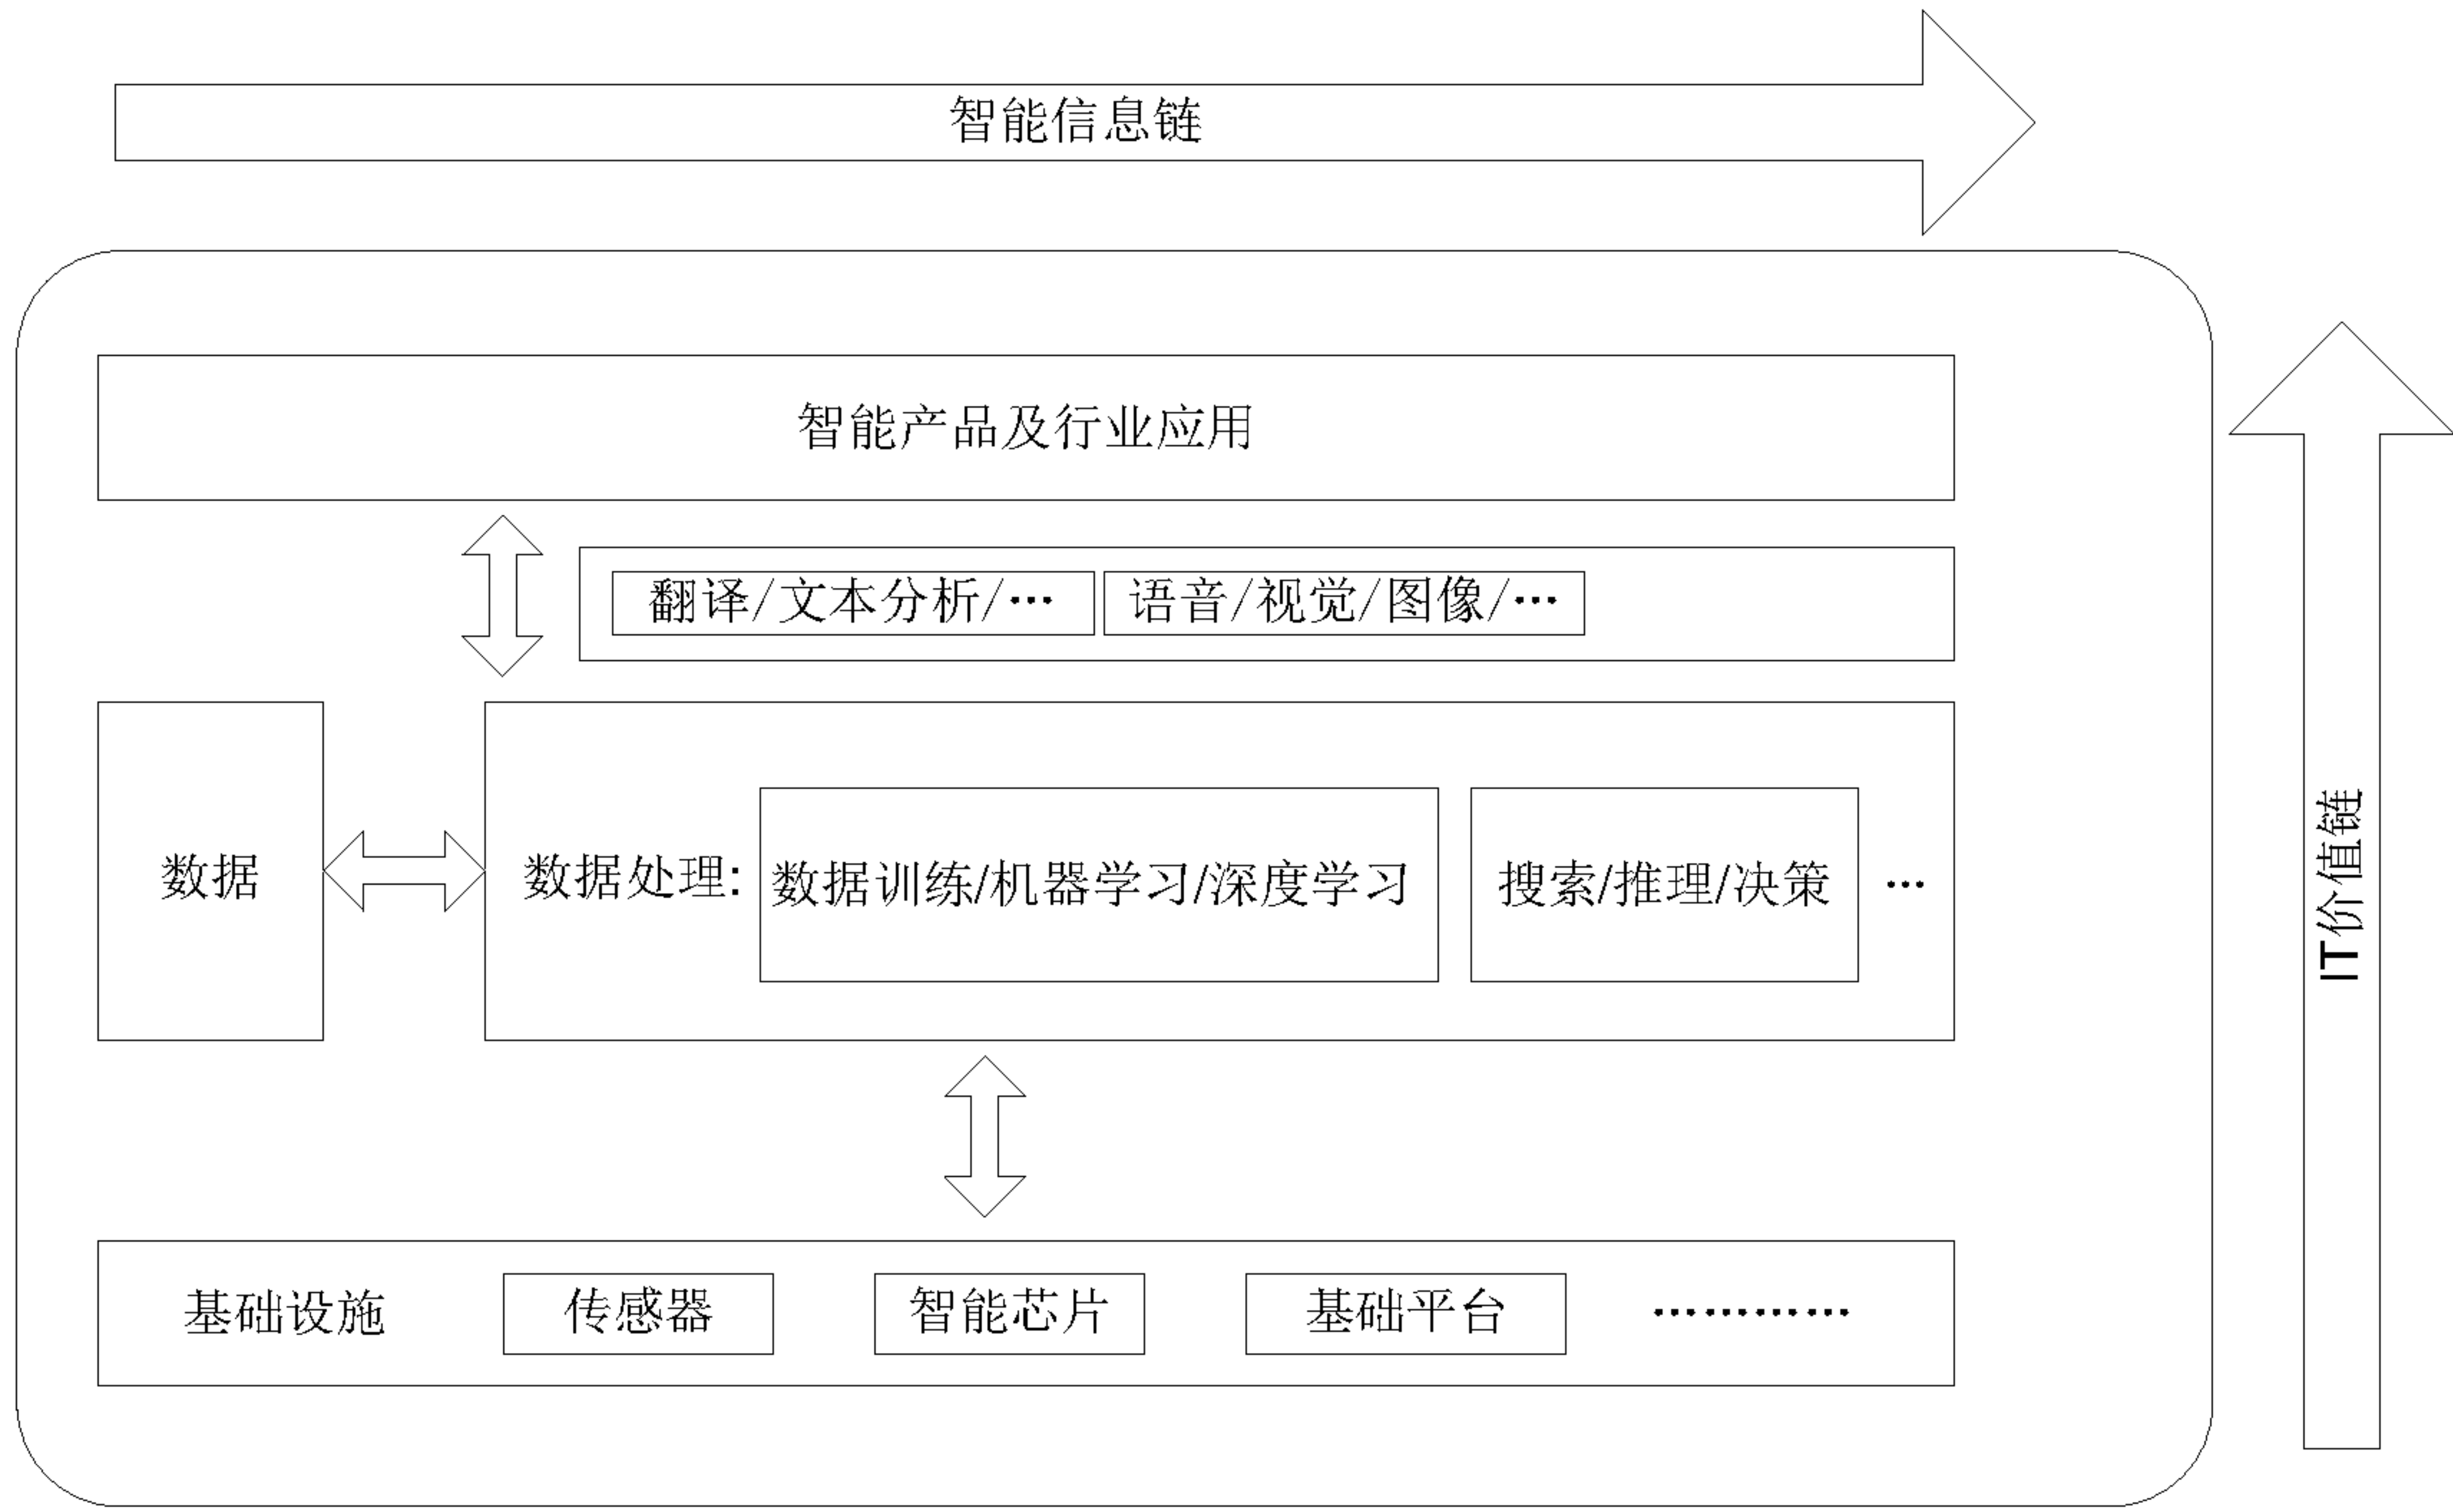 智能信息链
智能产品及行业应用
翻译/文本分析/…
语音/视觉/图像/…
数据
数据处理:
数据训练/机器学习/深度学习
搜索/推理/决策
…
IT价值链
基础设施
传感器
智能芯片
基础平台
…………